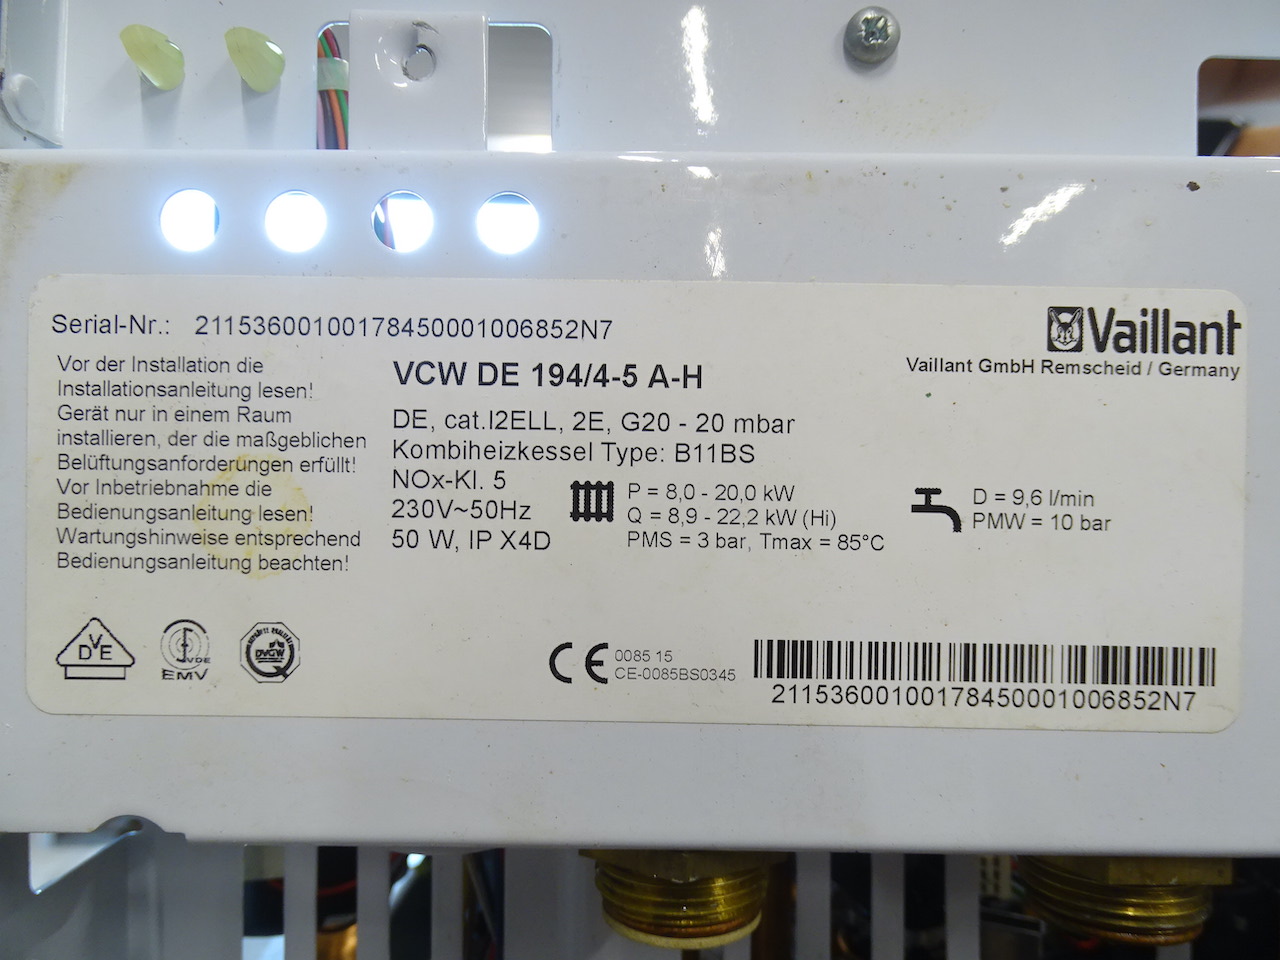 Serial-Nr.: 21153600100178450001006852N7
Vaillant
Vaillant GmbH Remscheid / Germany
Vor der Installation die
Installationsanleitung lesen!
Gerät nur in einem Raum
installieren, der die maßgeblichen
Belüftungsanforderungen erfüllt!
Vor Inbetriebnahme die
Bedienungsanleitung lesen!
Wartungshinweise entsprechend
Bedienungsanleitung beachten!
VCW DE 194/4-5 A-H
DE, cat.I2ELL, 2E, G20 - 20 mbar
Kombiheizkessel Type: B11BS
NOx-Kl. 5
230V~50Hz
50 W, IP X4D
P = 8,0 - 20,0 kW
Q = 8,9 - 22,2 kW (Hi)
PMS = 3 bar, Tmax = 85°C
D = 9,6 l/min
PMW = 10 bar
DVE
VDE
EMV
DVGW
CE 0085 15
CE-0085BS0345
21153600100178450001006852N7